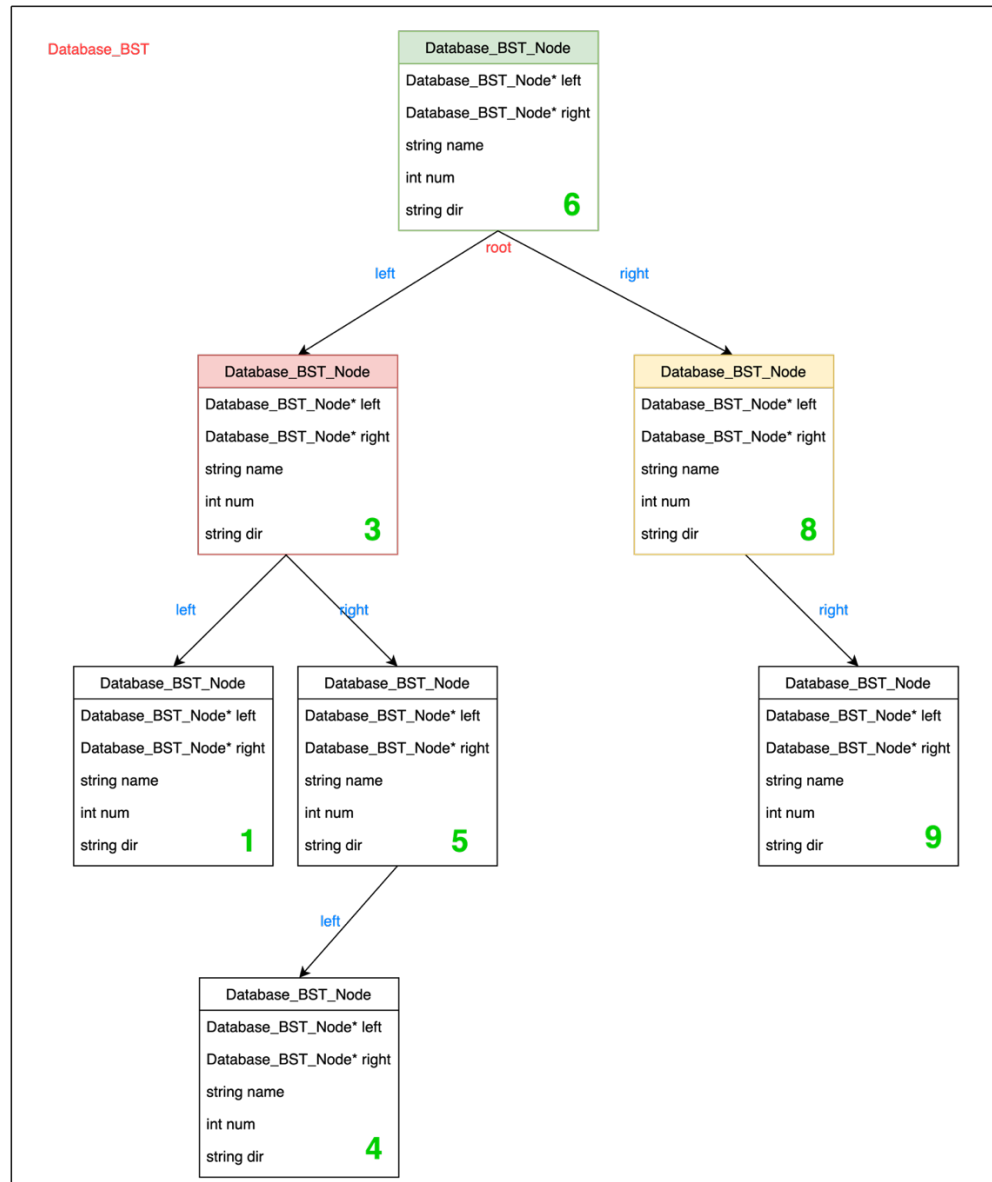 Database_BST
Database_BST_Node
Database_BST_Node* left
Database_BST_Node* right
string name
int num
string dir
6
root
left
right
Database_BST_Node
Database_BST_Node* left
Database_BST_Node* right
string name
int num
string dir
3
Database_BST_Node
Database_BST_Node* left
Database_BST_Node* right
string name
int num
string dir
8
left
right
right
Database_BST_Node
Database_BST_Node* left
Database_BST_Node* right
string name
int num
string dir
1
Database_BST_Node
Database_BST_Node* left
Database_BST_Node* right
string name
int num
string dir
5
Database_BST_Node
Database_BST_Node* left
Database_BST_Node* right
string name
int num
string dir
9
left
Database_BST_Node
Database_BST_Node* left
Database_BST_Node* right
string name
int num
string dir
4